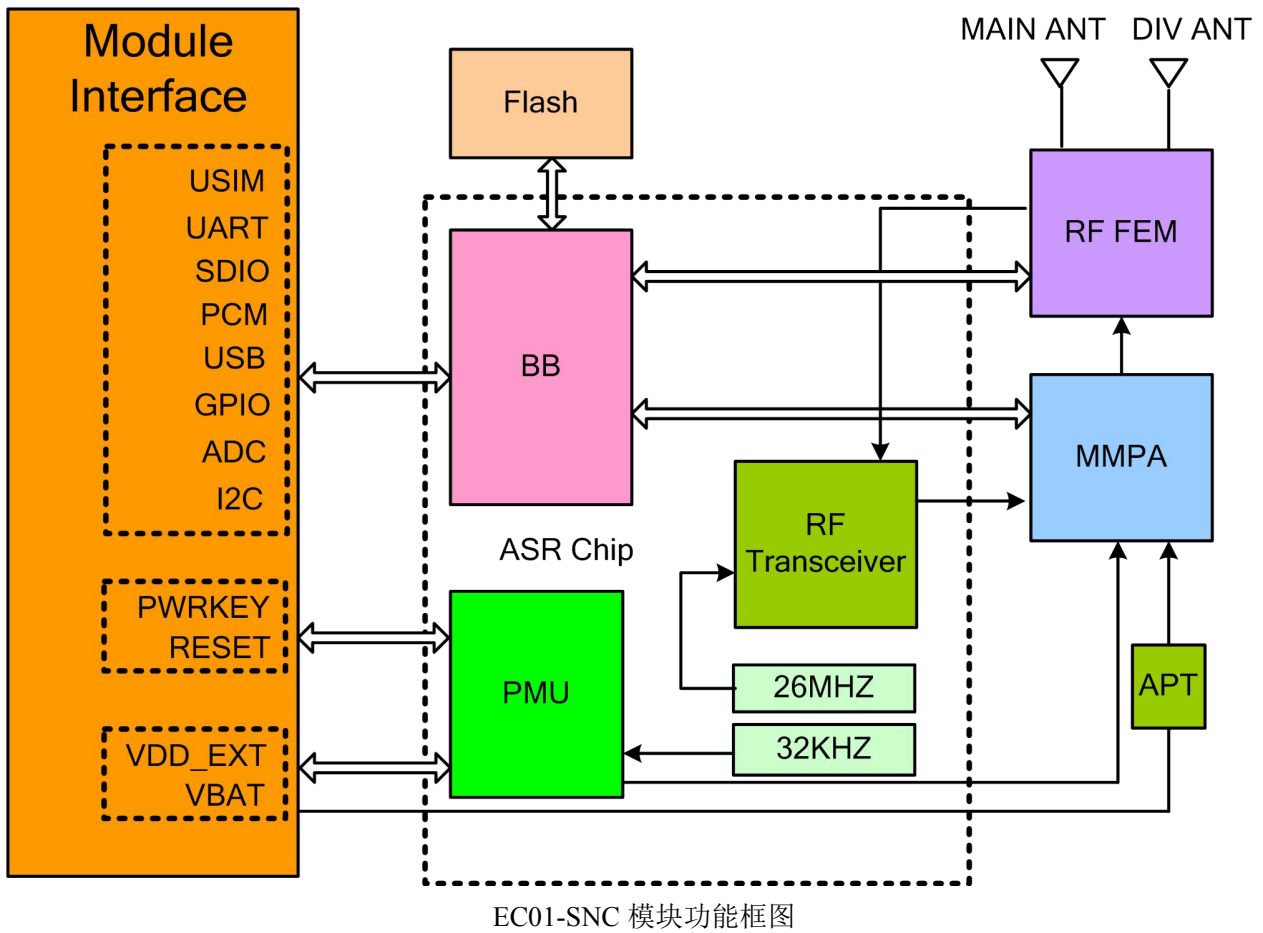 Module
Interface
USIM
UART
SDIO
PCM
USB
GPIO
ADC
I2C
PWRKEY
RESET
VDD_EXT
VBAT
Flash
BB
ASR Chip
PMU
RF
Transceiver
26MHZ
32KHZ
MAIN ANT DIV ANT
RF FEM
MMPA
APT
EC01-SNC 模块功能框图